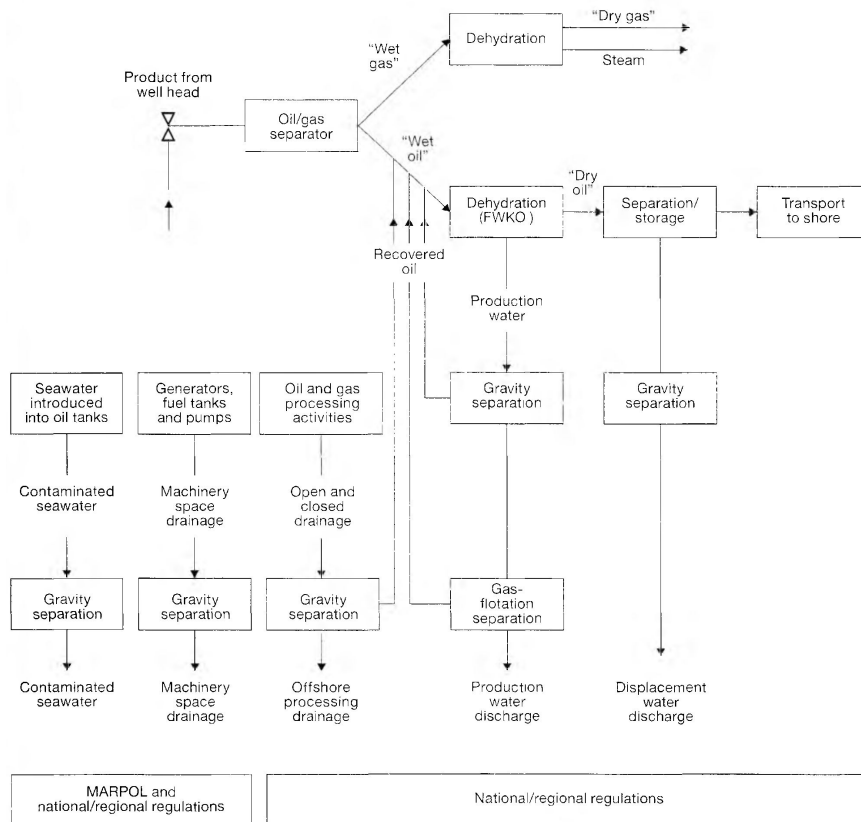 “Dry gas”
Dehydration
“Wet
gas”
Steam
Product from
well head
Oil/gas
separator
“Wet
oil”
“Dry
oil”
Dehydration
(FWKO )
Separation/
storage
Transport
to shore
Recovered
oil
Production
water
Seawater
introduced
into oil tanks
Generators,
fuel tanks
and pumps
Oil and gas
processing
activities
Gravity
separation
Gravity
separation
Contaminated
seawater
Machinery
space
drainage
Open and
closed
drainage
Gravity
separation
Gravity
separation
Gravity
separation
Gas-
flotation
separation
Contaminated
seawater
Machinery
space
drainage
Offshore
processing
drainage
Production
water
discharge
Displacement
water
discharge
MARPOL and
national/regional regulations
National/regional regulations